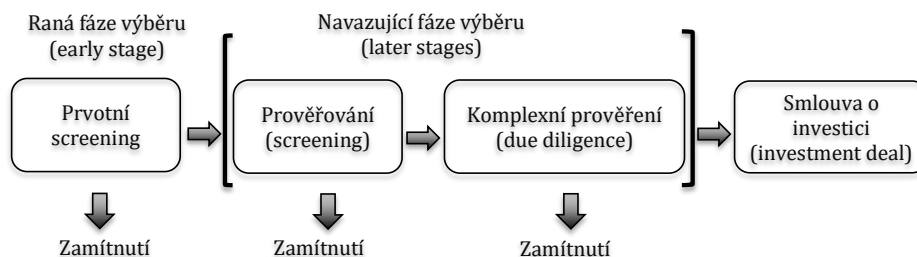 Raná fáze výběru
(early stage)
Navazující fáze výběru
(later stages)
Prvotní
screening
Prověřování
(screening)
Komplexní prověření
(due diligence)
Smlouva o
investici
(investment deal)
Zamítnutí
Zamítnutí
Zamítnutí